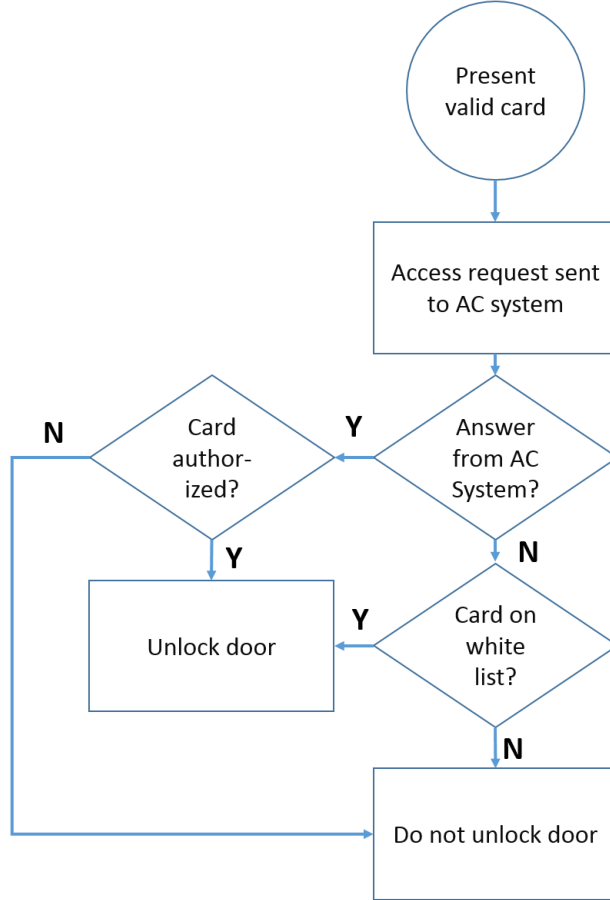 Present
valid card
Access request sent
to AC system
N
Card
author-
ized?
Y
Answer
from AC
System?
Y
N
Unlock door
Y
Card on
white
list?
N
Do not unlock door